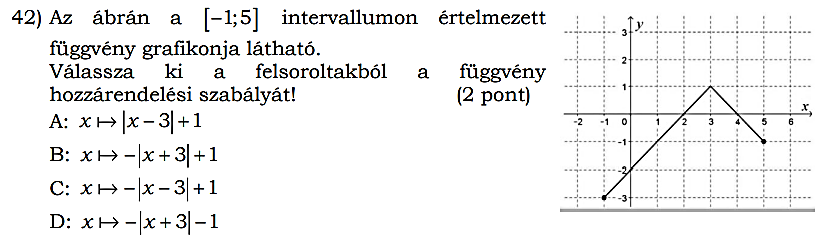 42) Az ábrán a [−1;5] intervallumon értelmezett
függvény grafikonja látható.
Válassza ki a felsoroltakból a függvény
hozzárendelési szabályát! (2 pont)
A: x ↦ |x − 3| + 1
B: x ↦ −|x + 3| + 1
C: x ↦ −|x − 3| + 1
D: x ↦ −|x + 3| − 1
y
3
2
1
x
-2 -1 0 1 2 3 4 5 6
-1
-2
-3